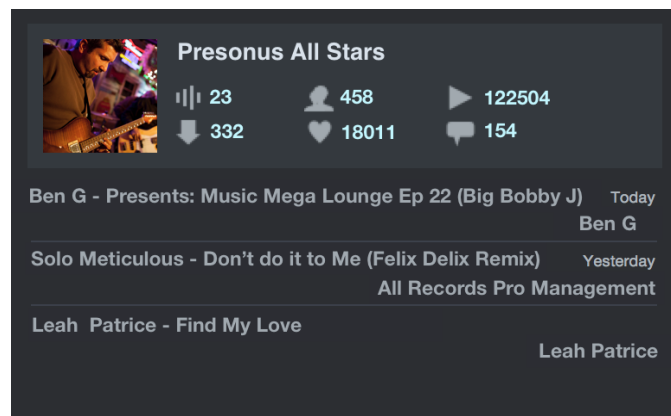 Presonus All Stars
23 458 122504
332 18011 154
Ben G - Presents: Music Mega Lounge Ep 22 (Big Bobby J) Today
Ben G
Solo Meticulous - Don't do it to Me (Felix Delix Remix) Yesterday
All Records Pro Management
Leah Patrice - Find My Love
Leah Patrice